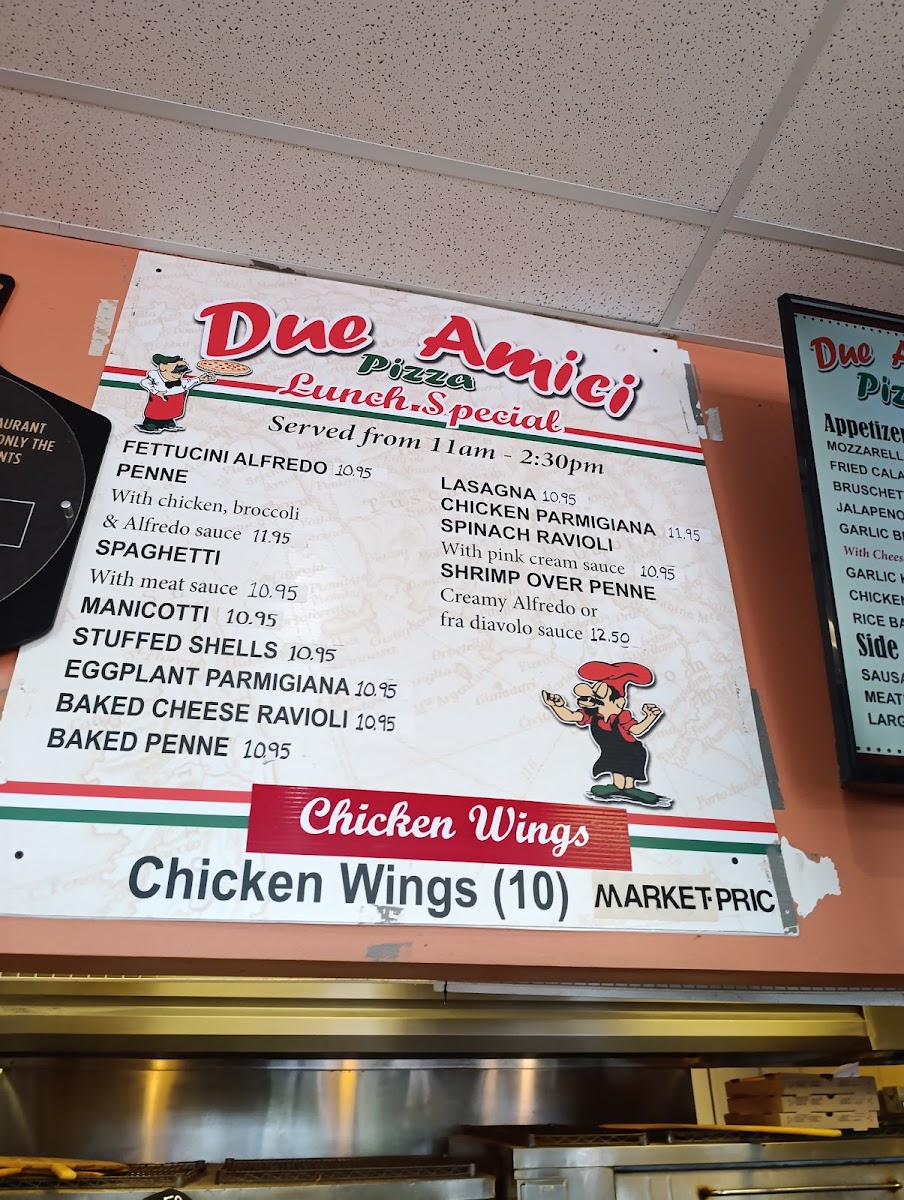 Due Amici
Pizza
Lunch Special
Served from 11am - 2:30pm
FETTUCINI ALFREDO 10.95
PENNE
With chicken, broccoli
& Alfredo sauce 11.95
SPAGHETTI
With meat sauce 10.95
MANICOTTI 10.95
STUFFED SHELLS 10.95
EGGPLANT PARMIGIANA 10.95
BAKED CHEESE RAVIOLI 10.95
BAKED PENNE 10.95
LASAGNA 10.95
CHICKEN PARMIGIANA 11.95
SPINACH RAVIOLI
With pink cream sauce 10.95
SHRIMP OVER PENNE
Creamy Alfredo or
fra diavolo sauce 12.50
Chicken Wings
Chicken Wings (10) MARKET PRIC
ONLY THE
Due
Appetizer
MOZZARELL
FRIED CALA
BRUSCHET
JALAPENO
GARLIC
With Chees
GARLIC
CHICKEN
RICE BA
Side
SAUSA
MEAT
LARG